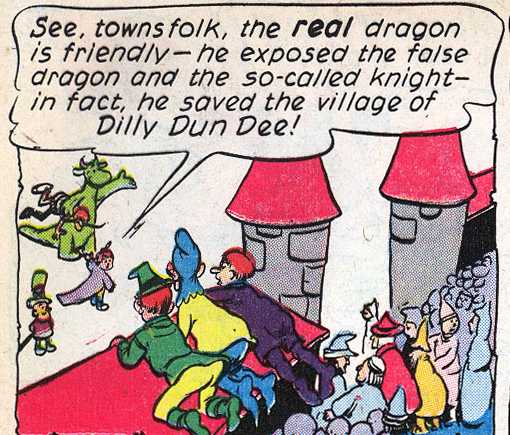 See, townsfolk, the real dragon
is friendly — he exposed the false
dragon and the so-called knight —
in fact, he saved the village of
Dilly Dun Dee!